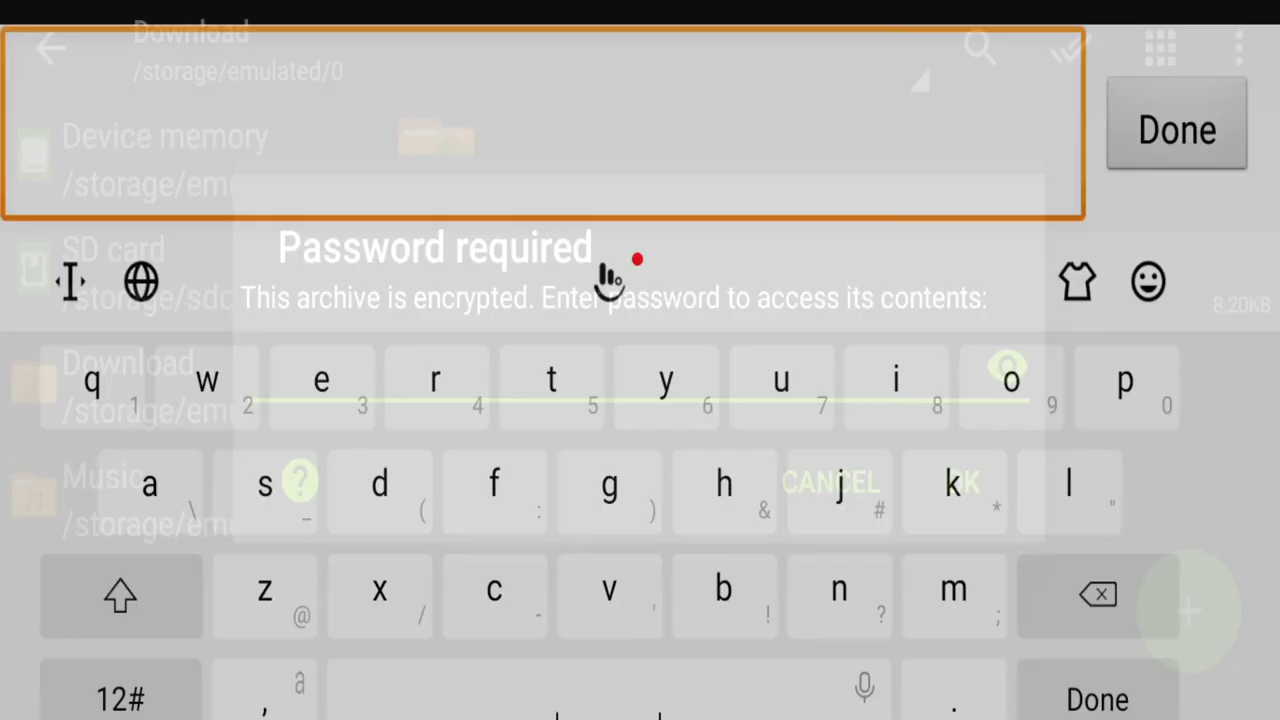 Download
/storage/emulated/0
Done
Device memory
/storage/em
SD card
/storage/sdc
Password required
This archive is encrypted. Enter password to access its contents:
8.20KB
Download
/storage/em
q 1 w 2 e 3 r 4 t 5 y 6 u 7 i 8 o 9 p 0
Music
/storage/em
a \ s _ ? d ( f : g ) h & j # k * l "
CANCEL OK
z @ x / c - v ' b ! n ? m ;
12# , . Done